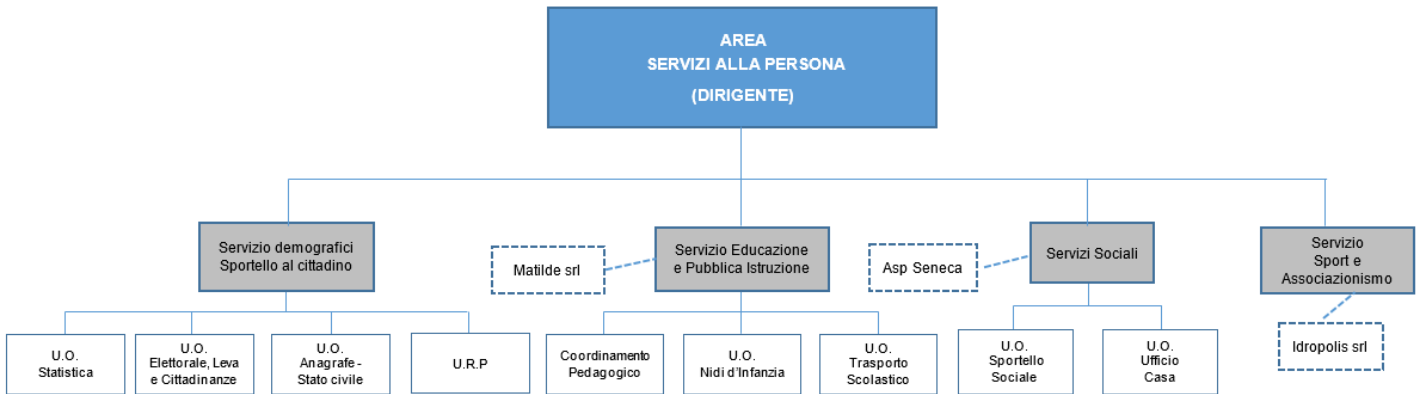 AREA
SERVIZI ALLA PERSONA
(DIRIGENTE)
Servizio demografici
Sportello al cittadino
Matilde srl
Servizio Educazione
e Pubblica Istruzione
Asp Seneca
Servizi Sociali
Servizio
Sport e
Associazionismo
U.O.
Statistica
U.O.
Elettorale, Leva
e Cittadinanze
U.O.
Anagrafe -
Stato civile
U.R.P
Coordinamento
Pedagogico
U.O.
Nidi d'Infanzia
U.O.
Trasporto
Scolastico
U.O.
Sportello
Sociale
U.O.
Ufficio
Casa
Idropolis srl